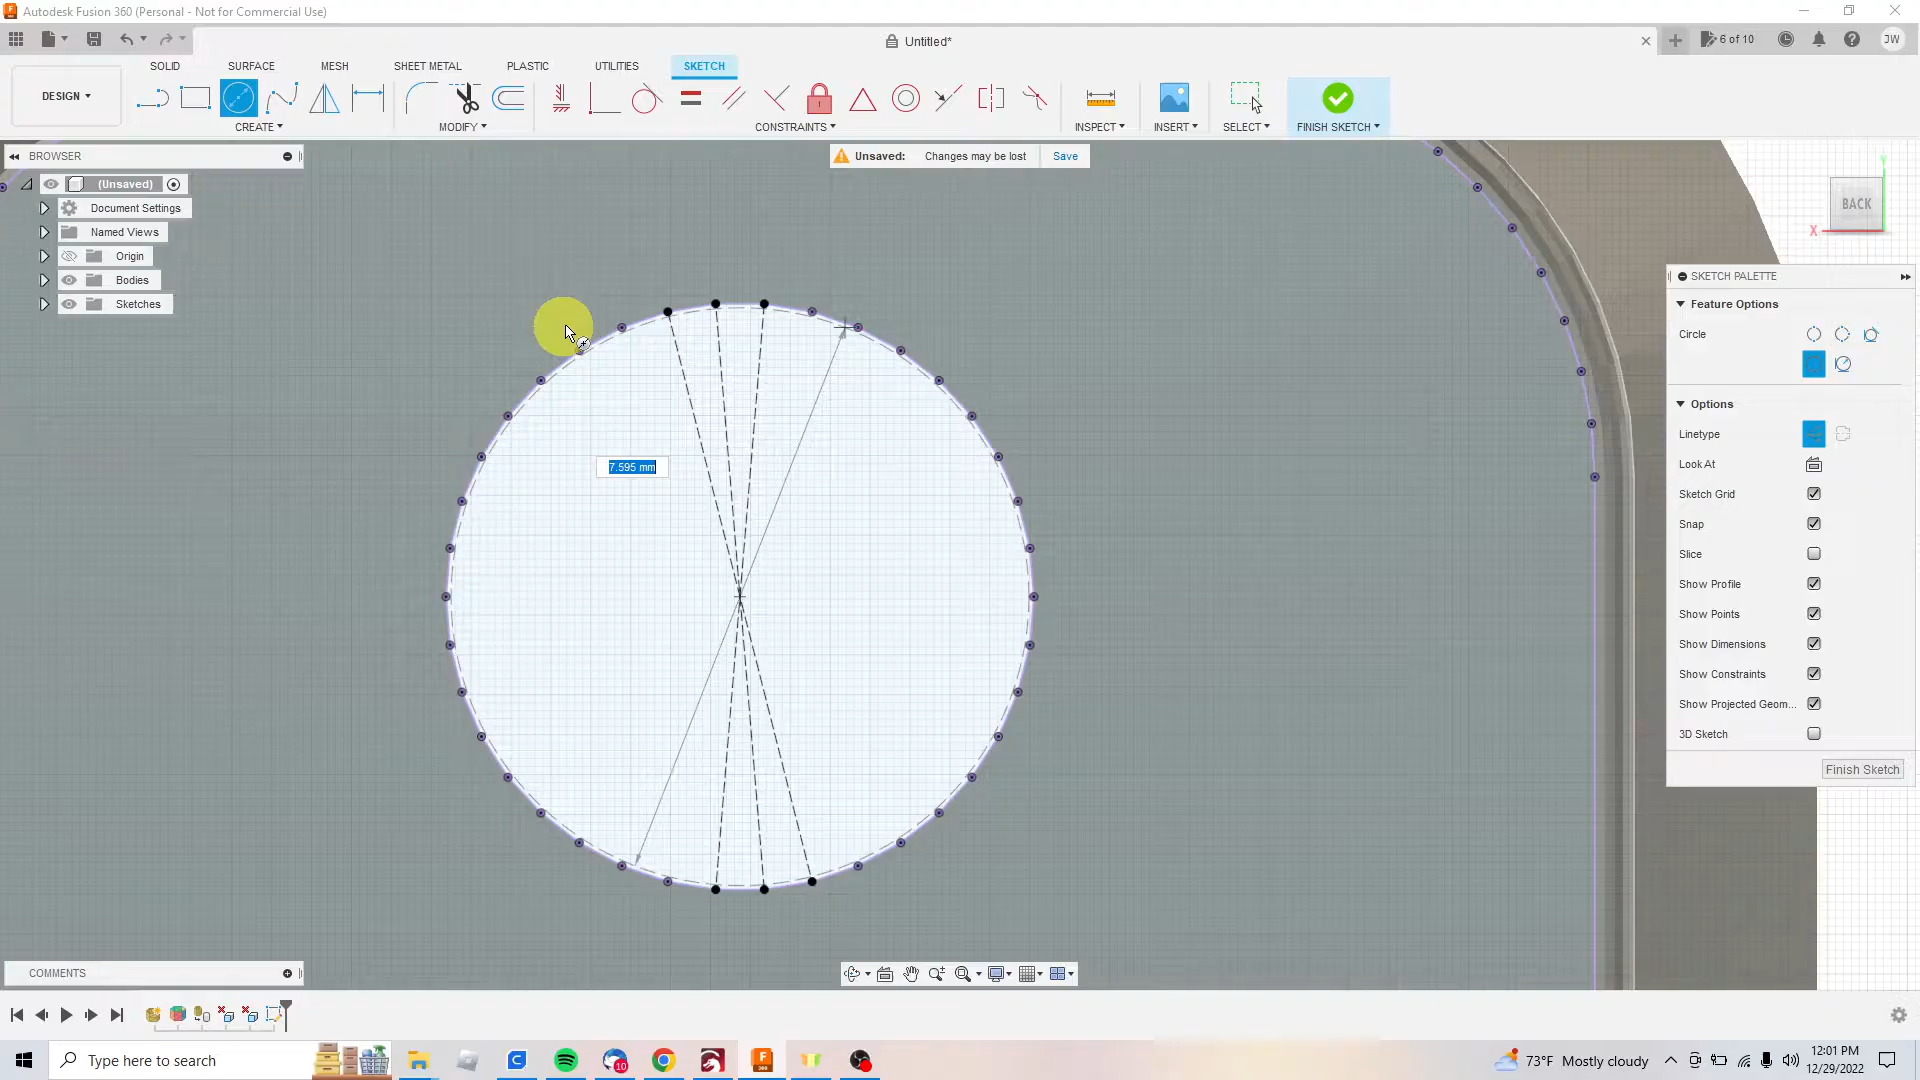 Autodesk Fusion 360 (Personal - Not for Commercial Use)
Untitled*
6 of 10
JW
DESIGN
SOLID
SURFACE
MESH
SHEET METAL
PLASTIC
UTILITIES
SKETCH
CREATE
MODIFY
CONSTRAINTS
INSPECT
INSERT
SELECT
FINISH SKETCH
BROWSER
Unsaved: Changes may be lost Save
(Unsaved)
Document Settings
Named Views
Origin
Bodies
Sketches
BACK
X
Y
SKETCH PALETTE
Feature Options
Circle
Options
Linetype
Look At
Sketch Grid
Snap
Slice
Show Profile
Show Points
Show Dimensions
Show Constraints
Show Projected Geom...
3D Sketch
Finish Sketch
7.595 mm
COMMENTS
Type here to search
10
F
360
73°F Mostly cloudy
12:01 PM
12/29/2022